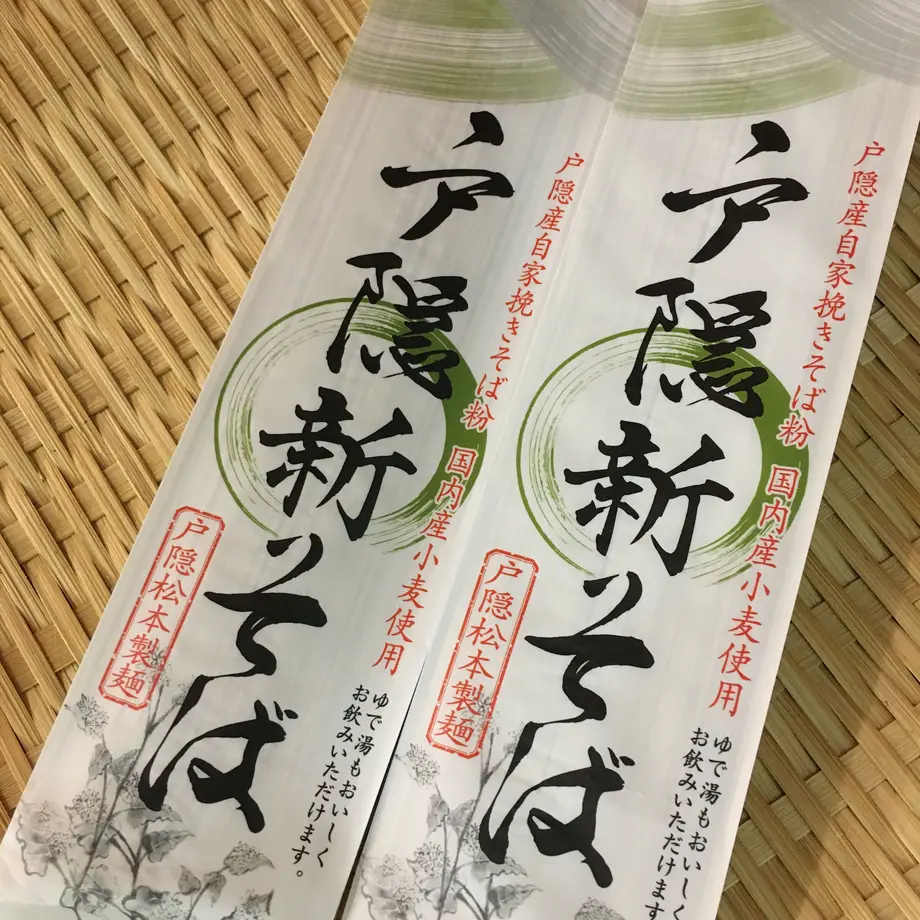 戸隠産自家挽きそば粉 国内産小麦使用
戸隠新そば
戸隠松本製麺
ゆで湯もおいしく
お飲みいただけます。
戸隠産自家挽きそば粉 国内産小麦使用
戸隠新そば
戸隠松本製麺
ゆで湯もおいしく
お飲みいただけます